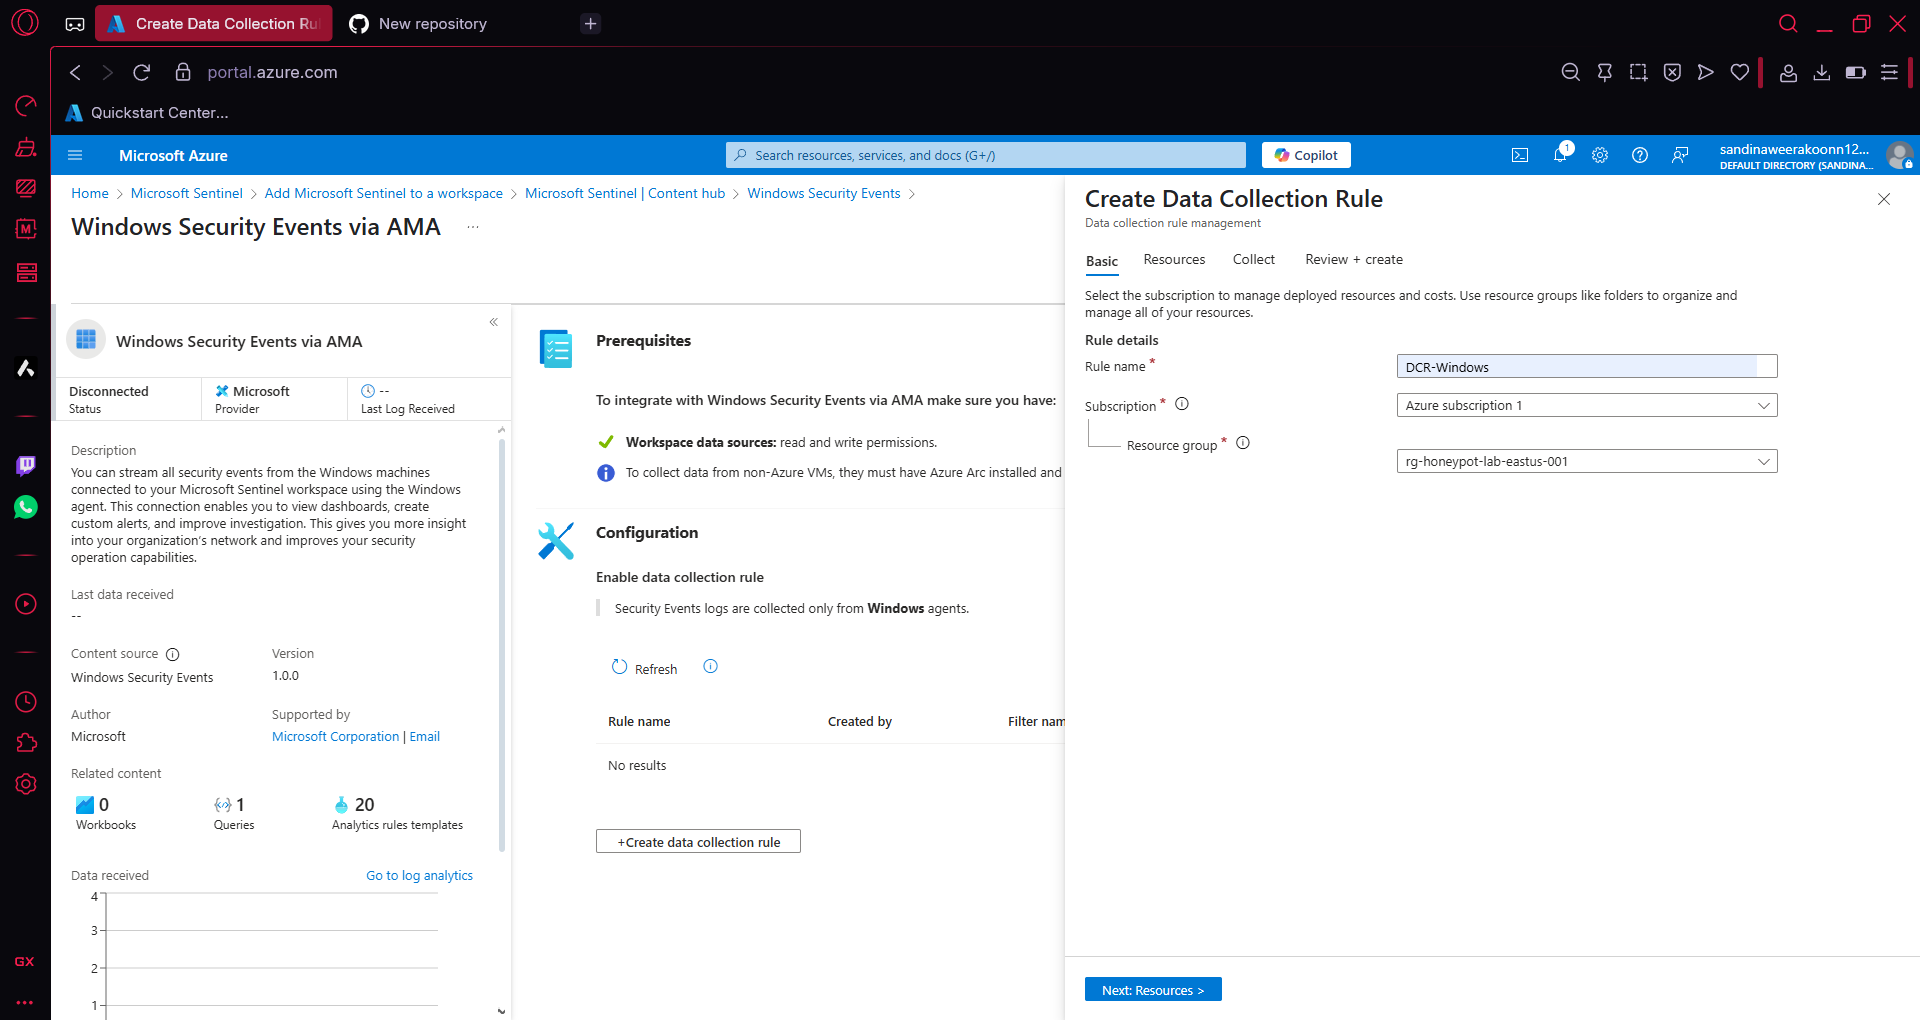 Create Data Collection Ru
New repository
portal.azure.com
Quickstart Center...
Microsoft Azure
Search resources, services, and docs (G+/)
Copilot
1
sandinaweerakoonn12...
DEFAULT DIRECTORY (SANDINA...
Home > Microsoft Sentinel > Add Microsoft Sentinel to a workspace > Microsoft Sentinel | Content hub > Windows Security Events >
Windows Security Events via AMA ...
Windows Security Events via AMA
Disconnected
Status
Microsoft
Provider
--
Last Log Received
Description
You can stream all security events from the Windows machines
connected to your Microsoft Sentinel workspace using the Windows
agent. This connection enables you to view dashboards, create
custom alerts, and improve investigation. This gives you more insight
into your organization's network and improves your security
operation capabilities.
Last data received
--
Content source
Version
Windows Security Events
1.0.0
Author
Supported by
Microsoft
Microsoft Corporation | Email
Related content
0
Workbooks
1
Queries
20
Analytics rules templates
Data received
Go to log analytics
4
3
2
1
Prerequisites
To integrate with Windows Security Events via AMA make sure you have:
Workspace data sources: read and write permissions.
To collect data from non-Azure VMs, they must have Azure Arc installed and
Configuration
Enable data collection rule
Security Events logs are collected only from Windows agents.
Refresh
Rule name
Created by
Filter nam
No results
+Create data collection rule
Create Data Collection Rule
Data collection rule management
Basic
Resources
Collect
Review + create
Select the subscription to manage deployed resources and costs. Use resource groups like folders to organize and
manage all of your resources.
Rule details
Rule name *
DCR-Windows
Subscription *
Azure subscription 1
Resource group *
rg-honeypot-lab-eastus-001
Next: Resources >
M
GX